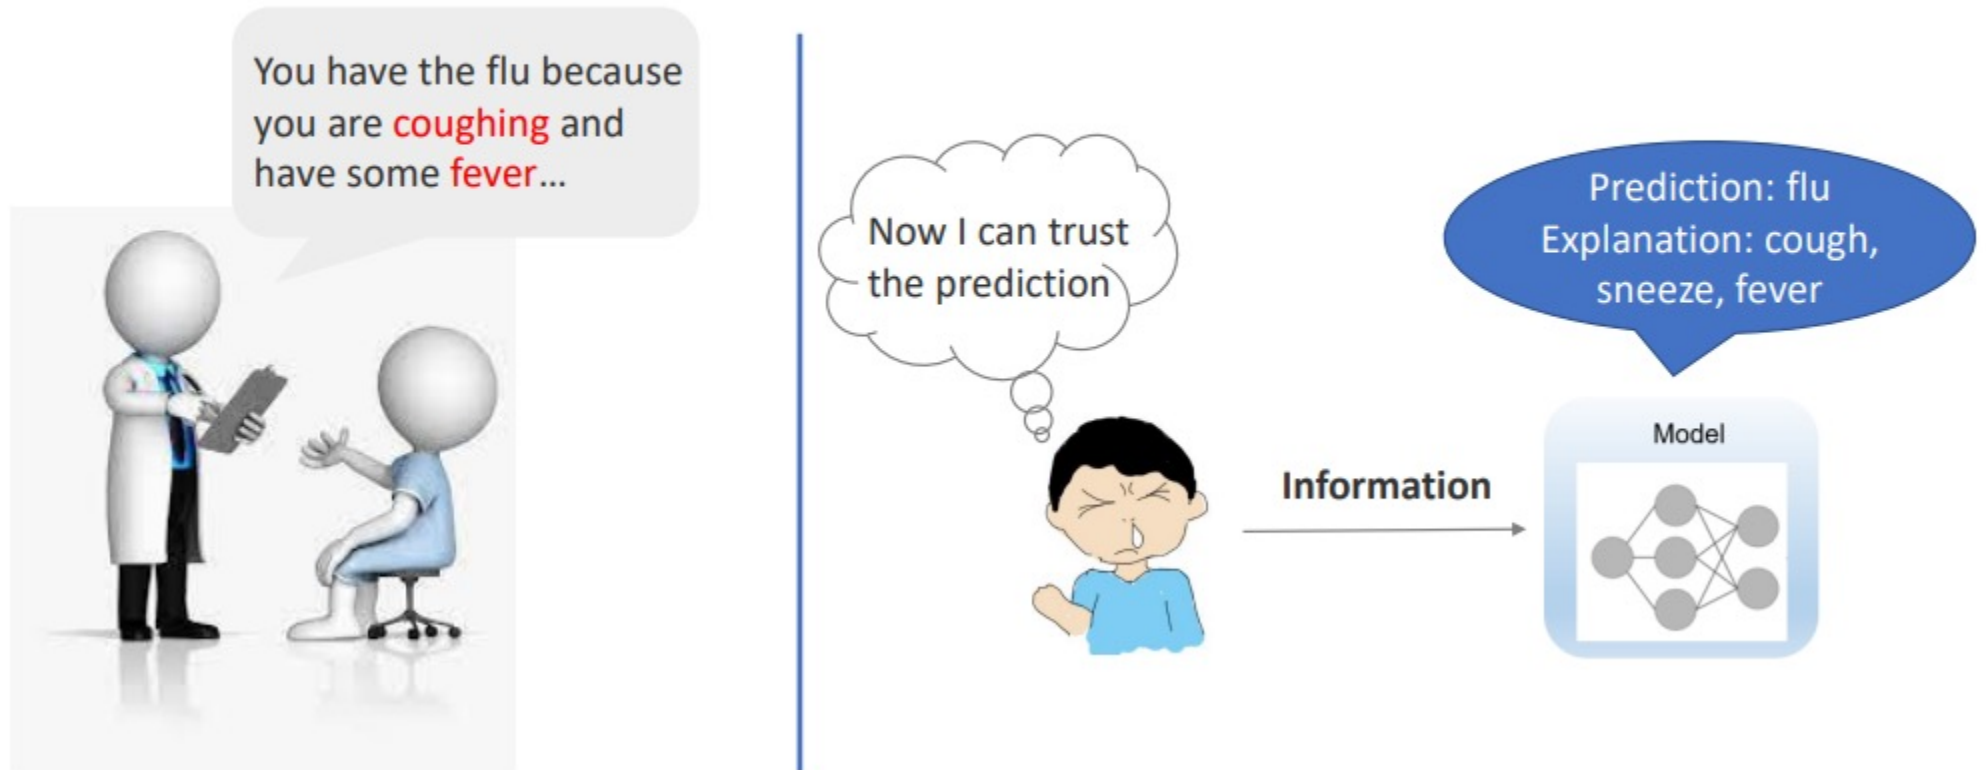 You have the flu because
you are coughing and
have some fever...
Now I can trust
the prediction
Information
Prediction: flu
Explanation: cough,
sneeze, fever
Model